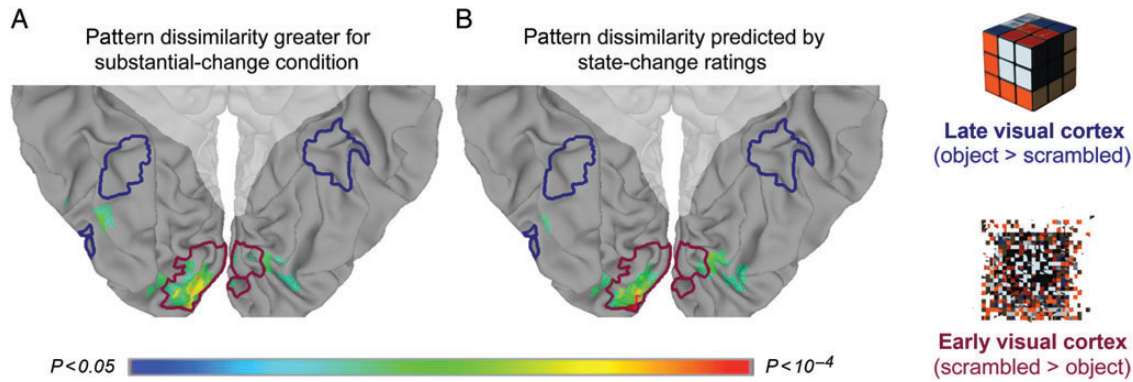 A
Pattern dissimilarity greater for
substantial-change condition
B
Pattern dissimilarity predicted by
state-change ratings
Late visual cortex
(object > scrambled)
Early visual cortex
(scrambled > object)
P < 0.05
P < 10⁻⁴